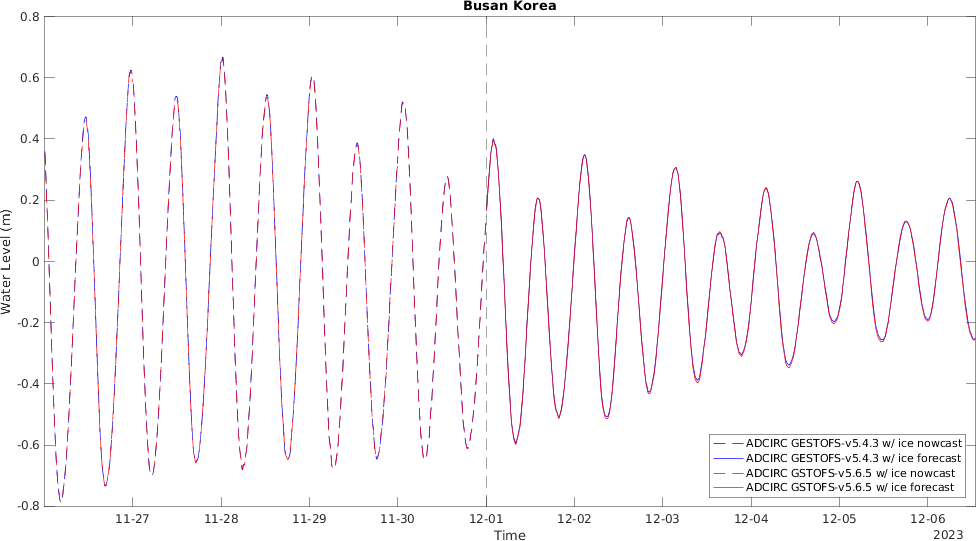 Busan Korea
0.8
0.6
0.4
0.2
0
-0.2
-0.4
-0.6
-0.8
Water Level (m)
ADCIRC GESTOFS-v5.4.3 w/ ice nowcast
ADCIRC GESTOFS-v5.4.3 w/ ice forecast
ADCIRC GSTOFS-v5.6.5 w/ ice nowcast
ADCIRC GSTOFS-v5.6.5 w/ ice forecast
11-27 11-28 11-29 11-30 12-01 12-02 12-03 12-04 12-05 12-06
Time
2023